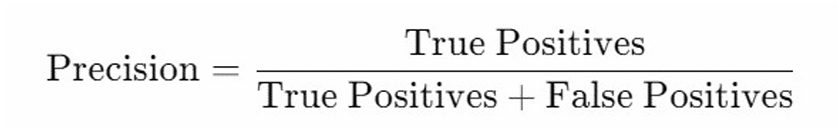 True Positives
Precision =
True Positives + False Positives